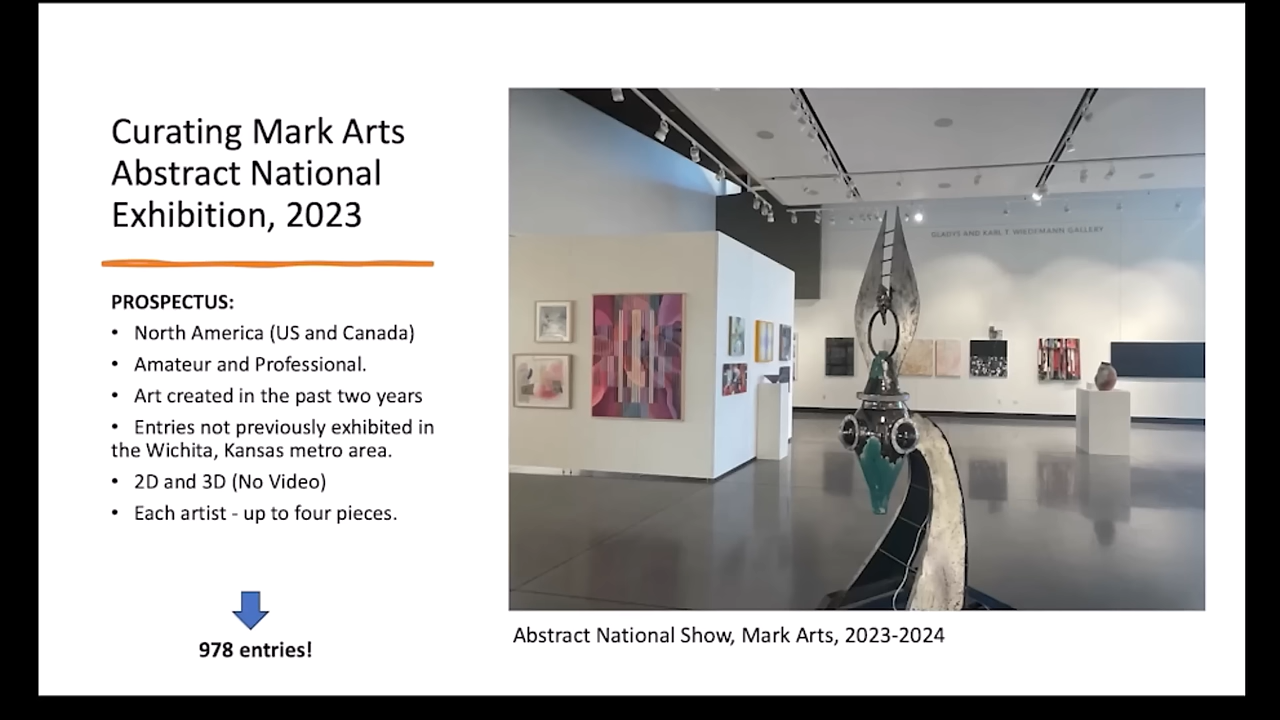 Curating Mark Arts
Abstract National
Exhibition, 2023
PROSPECTUS:
• North America (US and Canada)
• Amateur and Professional.
• Art created in the past two years
• Entries not previously exhibited in
the Wichita, Kansas metro area.
• 2D and 3D (No Video)
• Each artist - up to four pieces.
978 entries!
GLADYS AND KARL T. WIEDEMANN GALLERY
Abstract National Show, Mark Arts, 2023-2024